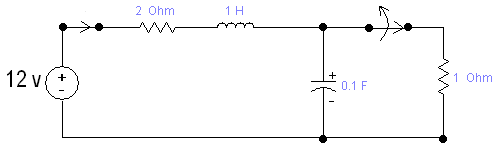 2 Ohm
1 H
12 v
+
-
+
0.1 F
-
1 Ohm